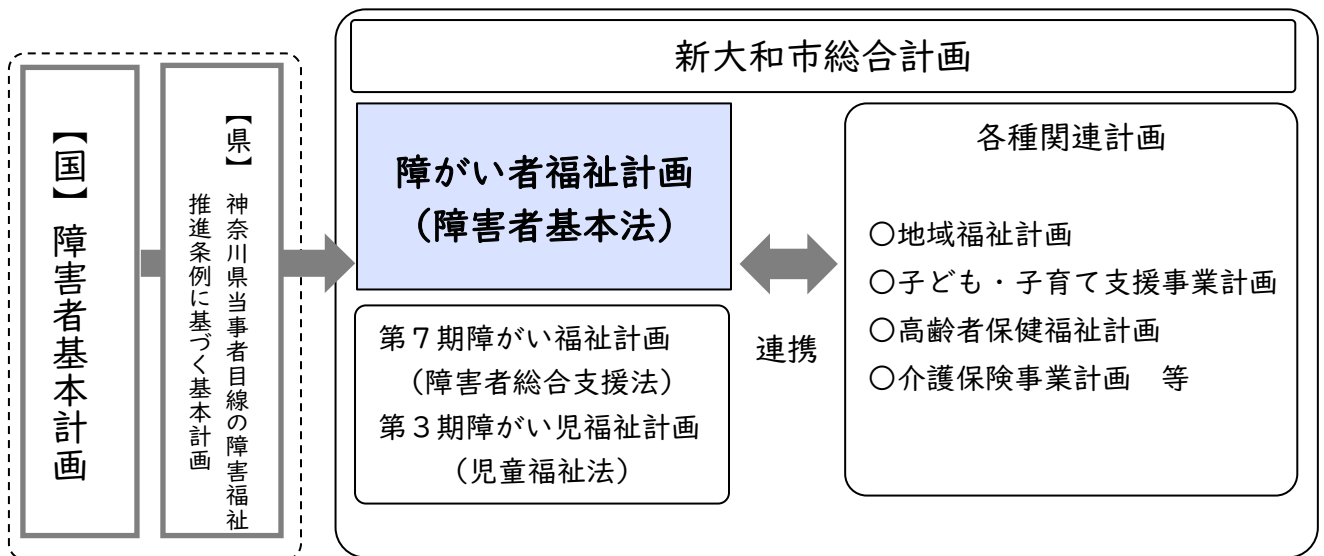 【国】障害者基本計画
【県】神奈川県当事者目線の障害福祉
推進条例に基づく基本計画
新大和市総合計画
障がい者福祉計画
（障害者基本法）
第７期障がい福祉計画
（障害者総合支援法）
第３期障がい児福祉計画
（児童福祉法）
連携
各種関連計画
〇地域福祉計画
〇子ども・子育て支援事業計画
〇高齢者保健福祉計画
〇介護保険事業計画　等